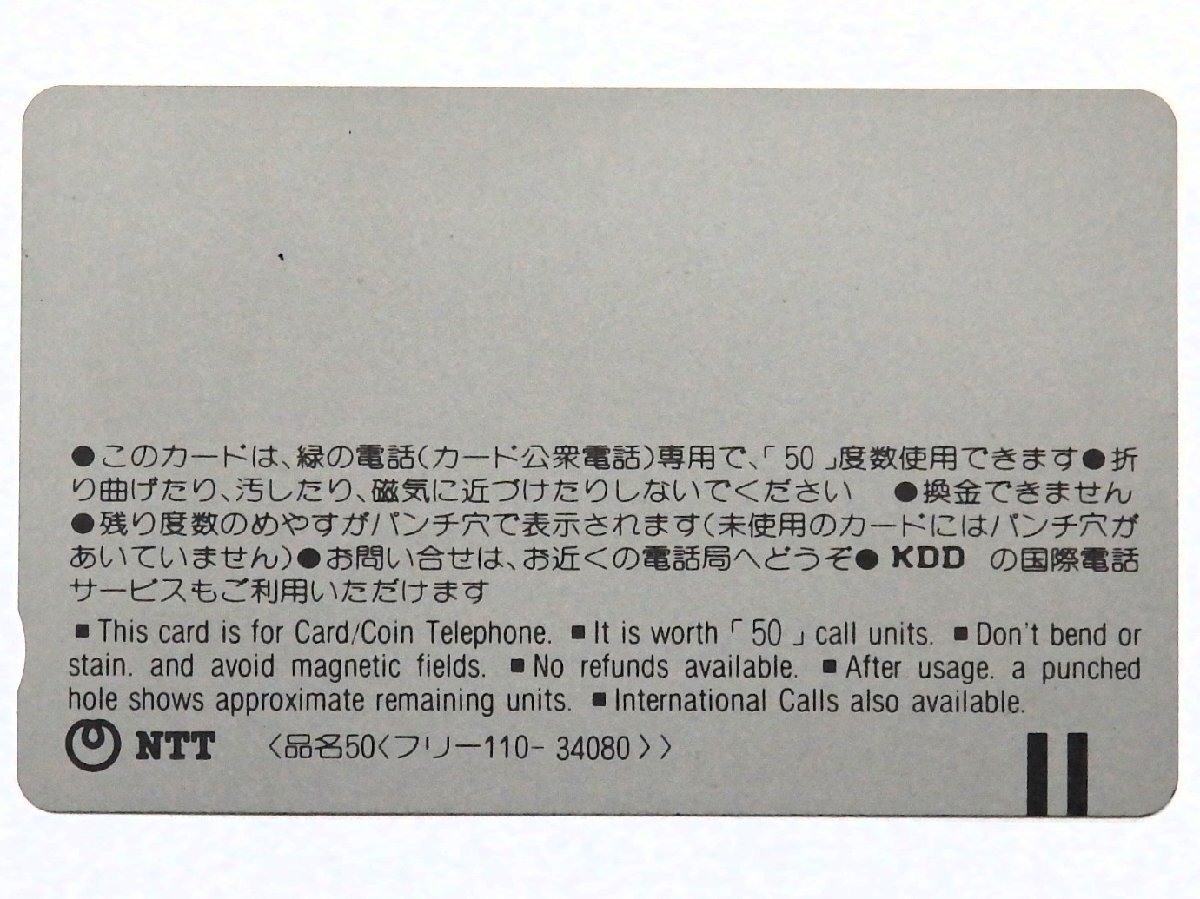 ●このカードは、緑の電話(カード公衆電話)専用で、「50」度数使用できます●折
り曲げたり、汚したり、磁気に近づけたりしないでください ●換金できません
●残り度数のめやすがパンチ穴で表示されます(未使用のカードにはパンチ穴が
あいていません)●お問い合せは、お近くの電話局へどうぞ● KDD の国際電話
サービスもご利用いただけます
■This card is for Card/Coin Telephone. ■It is worth「50」call units. ■Don't bend or
stain. and avoid magnetic fields. ■No refunds available. ■After usage. a punched
hole shows approximate remaining units. ■International Calls also available.
NTT 〈品名50〈フリー110-34080〉〉